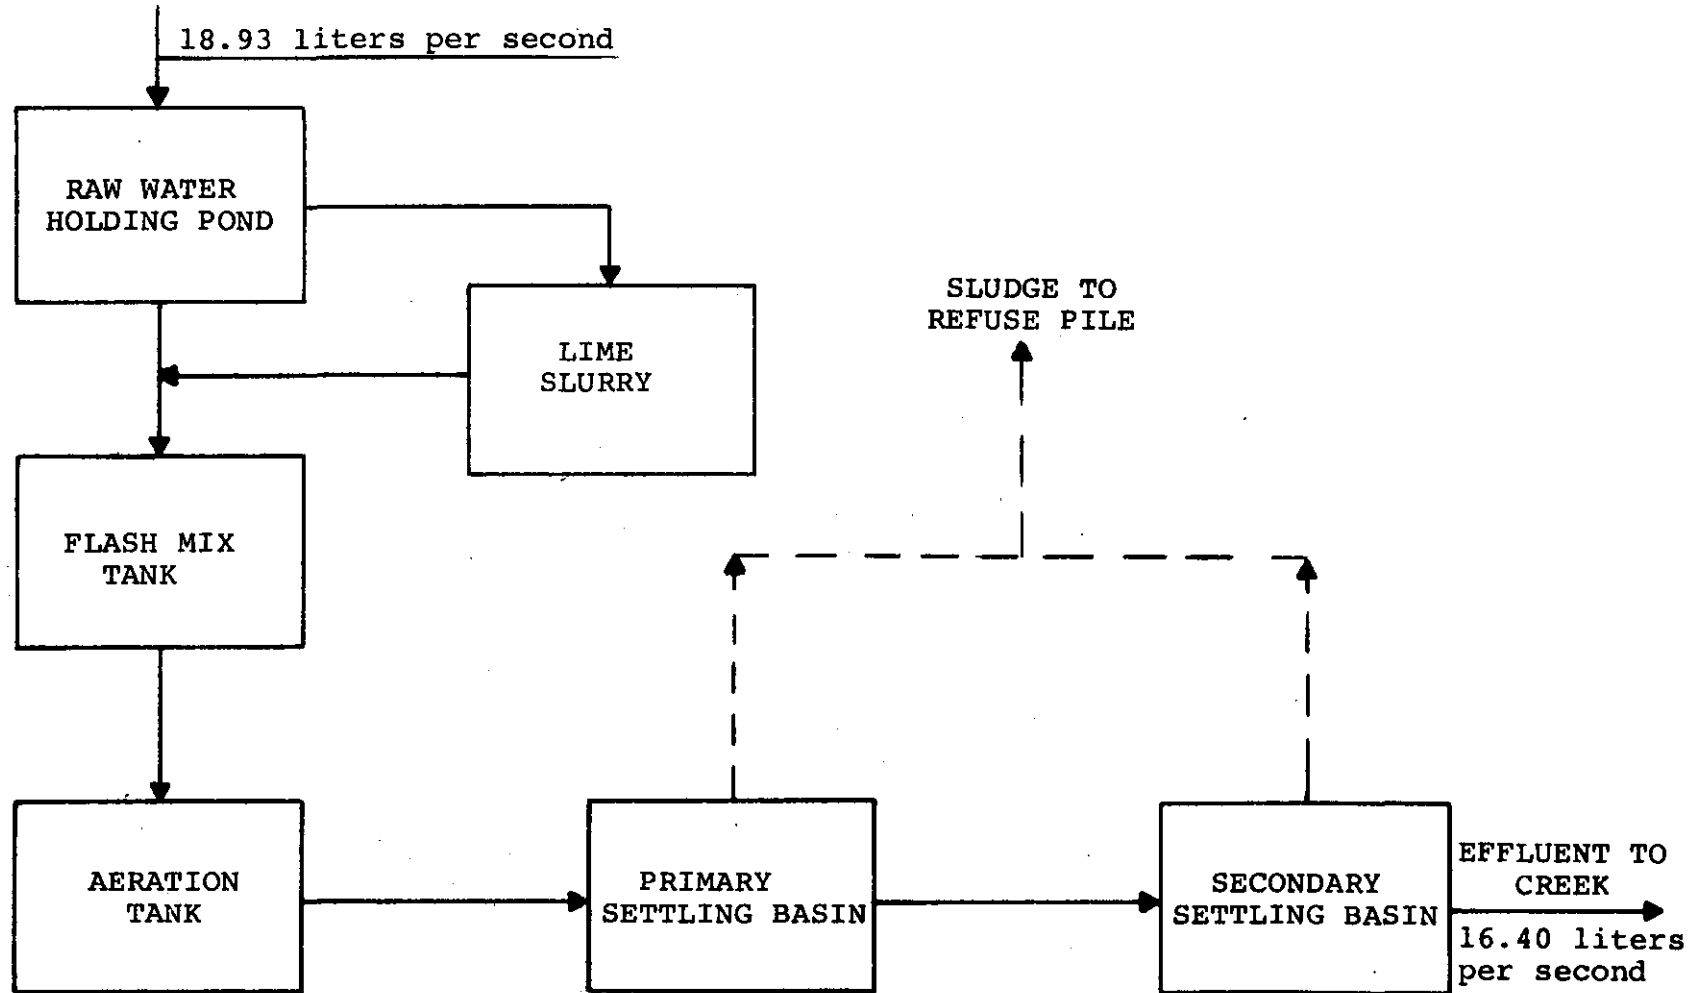 18.93 liters per second
RAW WATER
HOLDING POND
LIME
SLURRY
SLUDGE TO
REFUSE PILE
FLASH MIX
TANK
AERATION
TANK
PRIMARY
SETTLING BASIN
SECONDARY
SETTLING BASIN
EFFLUENT TO
CREEK
16.40 liters
per second